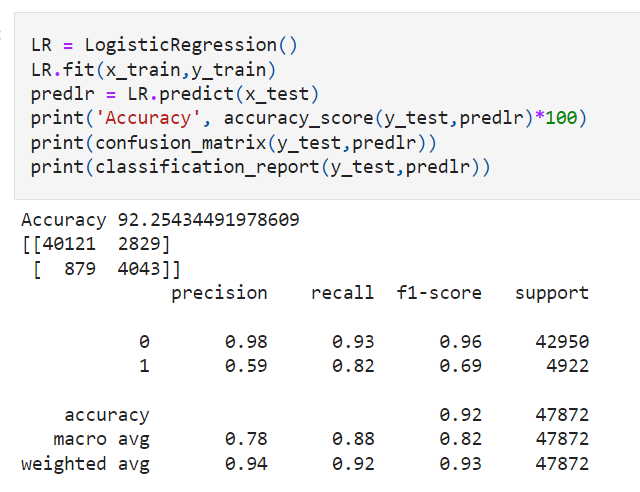 LR = LogisticRegression()
LR.fit(x_train,y_train)
predlr = LR.predict(x_test)
print('Accuracy', accuracy_score(y_test,predlr)*100)
print(confusion_matrix(y_test,predlr))
print(classification_report(y_test,predlr))
Accuracy 92.25434491978609
[[40121  2829]
 [  879  4043]]
              precision    recall  f1-score   support
           0       0.98      0.93      0.96     42950
           1       0.59      0.82      0.69      4922
    accuracy                           0.92     47872
   macro avg       0.78      0.88      0.82     47872
weighted avg       0.94      0.92      0.93     47872